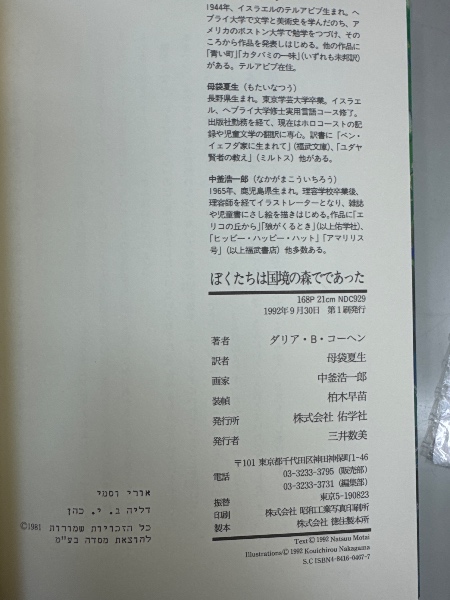 1944年、イスラエルのテルアビブ生まれ。ヘ
ブライ大学で文学と美術史を学んだのち、ア
メリカのボストン大学で勉学をつづけ、その
ころから作品を発表しはじめる。他の作品に
「青い町」「カタバミの一味」(いずれも未邦訳)
がある。テルアビブ在住。
母袋夏生(もたいなつう)
長野県生まれ。東京学芸大学卒業。イスラエ
ル、ヘブライ大学修士実用言語コース修了。
出版社勤務を経て、現在はホロコーストの記
録や児童文学の翻訳に専心。訳書に「ベン・
イェフダ家に生まれて」(福武文庫)、「ユダヤ
賢者の教え」(ミルトス)他がある。
中釜浩一郎(なかがまこういちろう)
1965年、鹿児島県生まれ。理容学校卒業後、
理容師を経てイラストレーターとなり、雑誌
や児童書にさし絵を描きはじめる。作品に「エ
リコの丘から」「狼がくるとき」(以上佑学社)、
「ヒッピー・ハッピー・ハット」「アマリリス
号」(以上福武書店)他多数ある。
ぼくたちは国境の森でであった
168P 21cm NDC929
1992年9月30日 第1刷発行
著者 ダリア・B・コーヘン
訳者 母袋夏生
画家 中釜浩一郎
装幀 柏木早苗
発行所 株式会社 佑学社
発行者 三井数美
〒101 東京都千代田区神田神保町1-46
電話 03-3233-3795(販売部)
03-3233-3731(編集部)
振替 東京5-190823
印刷 株式会社 昭和工業写真印刷所
製本 株式会社 徳住製本所
Text © 1992 Natsuu Motai
Illustrations © 1992 Kouichirou Nakagama
S.C ISBN4-8416-0467-7
אורי וסמי
דליה ב. י. כהן
©1981 כל הזכויות שמורות
להוצאת מסדה בע"מ